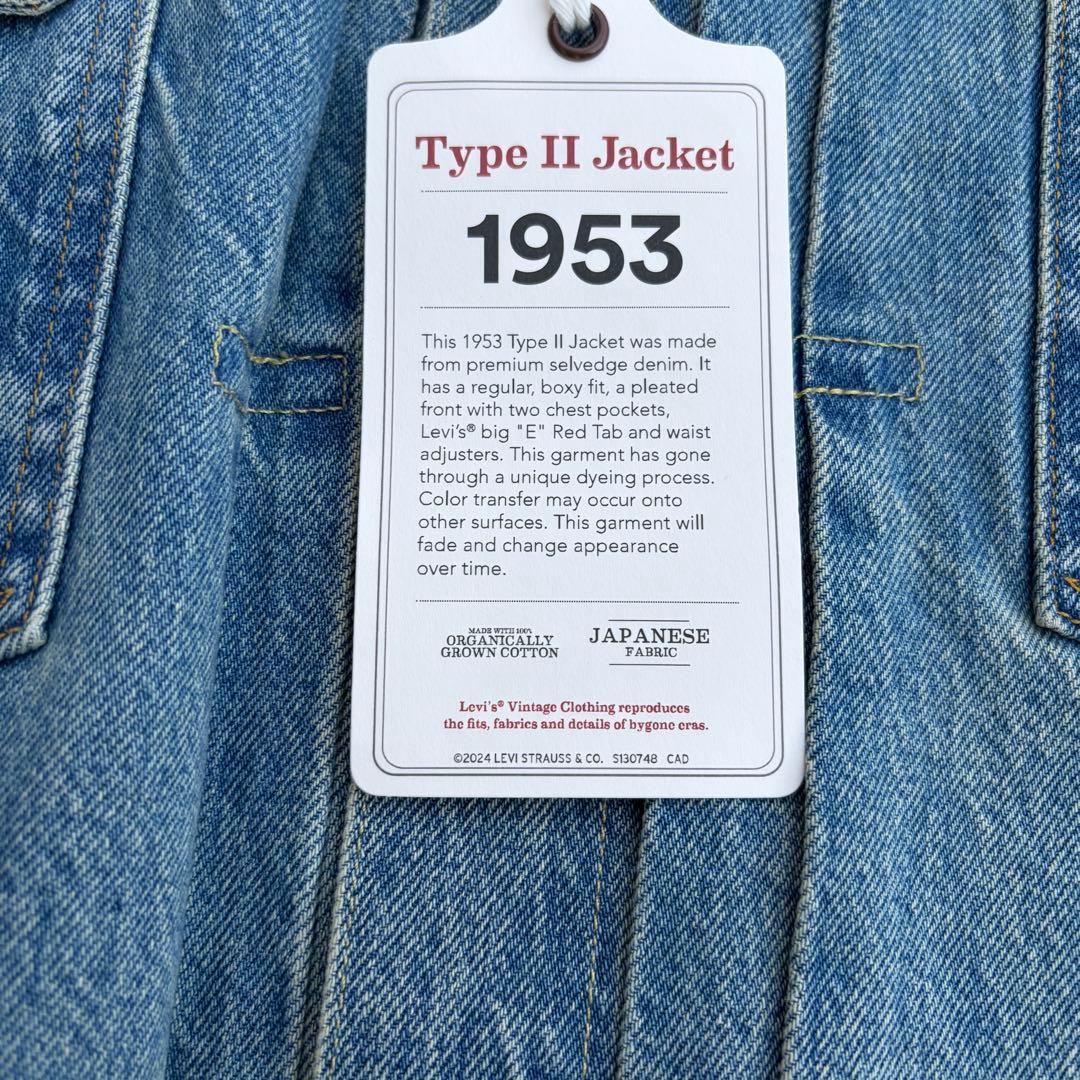 Type II Jacket
1953
This 1953 Type II Jacket was made
from premium selvedge denim. It
has a regular, boxy fit, a pleated
front with two chest pockets,
Levi's® big "E" Red Tab and waist
adjusters. This garment has gone
through a unique dyeing process.
Color transfer may occur onto
other surfaces. This garment will
fade and change appearance
over time.
MADE WITH 100%
ORGANICALLY
GROWN COTTON
JAPANESE
FABRIC
Levi's® Vintage Clothing reproduces
the fits, fabrics and details of bygone eras.
©2024 LEVI STRAUSS & CO. S130748 CAD